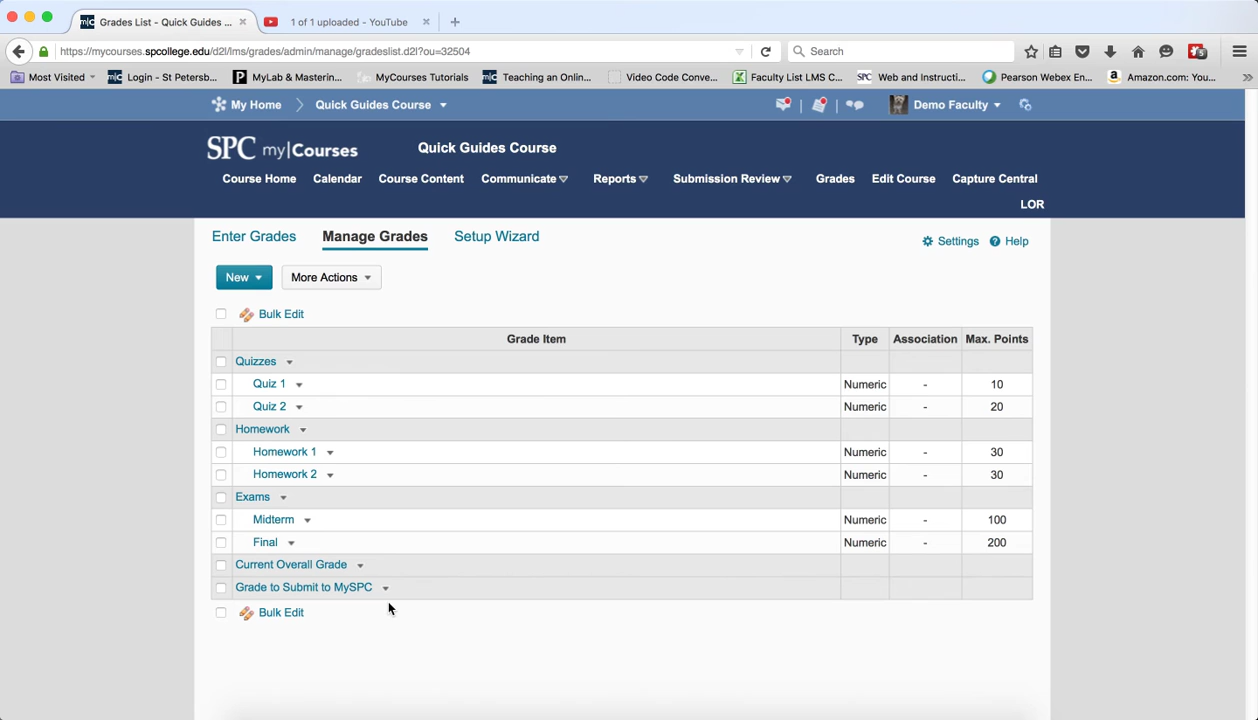 Grades List - Quick Guides ...
1 of 1 uploaded - YouTube
https://mycourses.spcollege.edu/d2l/lms/grades/admin/manage/gradeslist.d2l?ou=32504
Search
5
Most Visited
Login - St Petersb...
MyLab & Masterin...
MyCourses Tutorials
Teaching an Onlin...
Video Code Conve...
Faculty List LMS C...
SPC Web and Instructi...
Pearson Webex En...
Amazon.com: You...
My Home
Quick Guides Course
Demo Faculty
SPC my|Courses
Quick Guides Course
Course Home
Calendar
Course Content
Communicate
Reports
Submission Review
Grades
Edit Course
Capture Central
LOR
Enter Grades
Manage Grades
Setup Wizard
Settings
Help
New
More Actions
Bulk Edit
Grade Item Type Association Max. Points
Quizzes
Quiz 1 Numeric - 10
Quiz 2 Numeric - 20
Homework
Homework 1 Numeric - 30
Homework 2 Numeric - 30
Exams
Midterm Numeric - 100
Final Numeric - 200
Current Overall Grade
Grade to Submit to MySPC
Bulk Edit